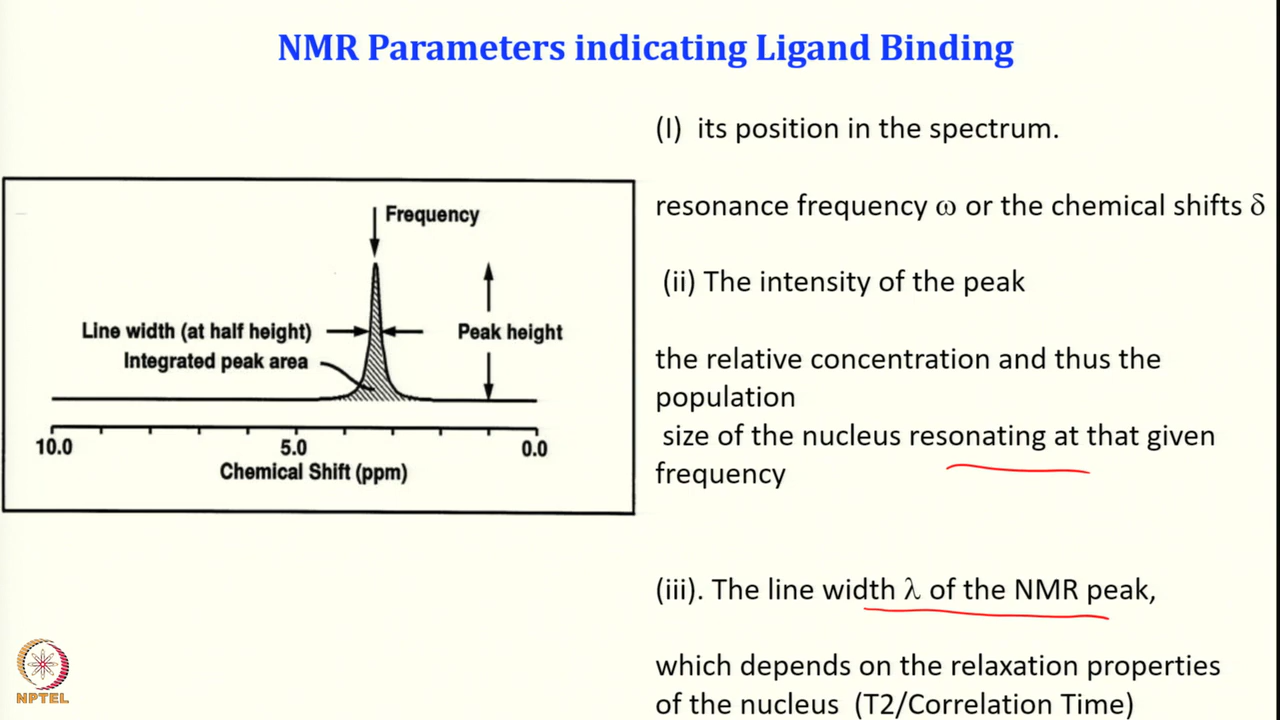 NMR Parameters indicating Ligand Binding
(I) its position in the spectrum.
resonance frequency ω or the chemical shifts δ
(ii) The intensity of the peak
the relative concentration and thus the
population
size of the nucleus resonating at that given
frequency
(iii). The line width λ of the NMR peak,
which depends on the relaxation properties
of the nucleus (T2/Correlation Time)
Frequency
Line width (at half height)
Peak height
Integrated peak area
10.0
5.0
0.0
Chemical Shift (ppm)
NPTEL